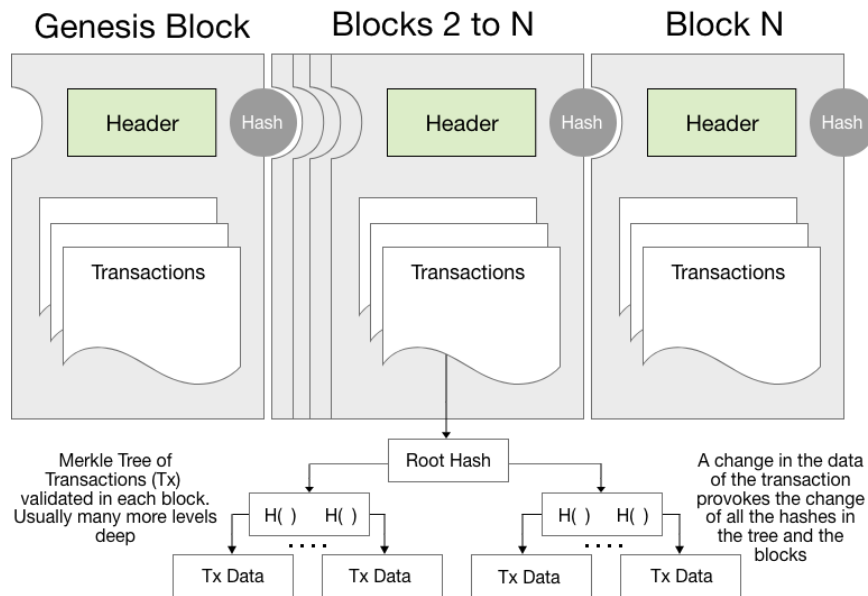 Genesis Block
Blocks 2 to N
Block N
Header
Hash
Header
Hash
Header
Hash
Transactions
Transactions
Transactions
Merkle Tree of
Transactions (Tx)
validated in each block.
Usually many more levels
deep
Root Hash
A change in the data
of the transaction
provokes the change
of all the hashes in
the tree and the
blocks
H( ) H( )
H( ) H( )
....
....
Tx Data
Tx Data
Tx Data
Tx Data